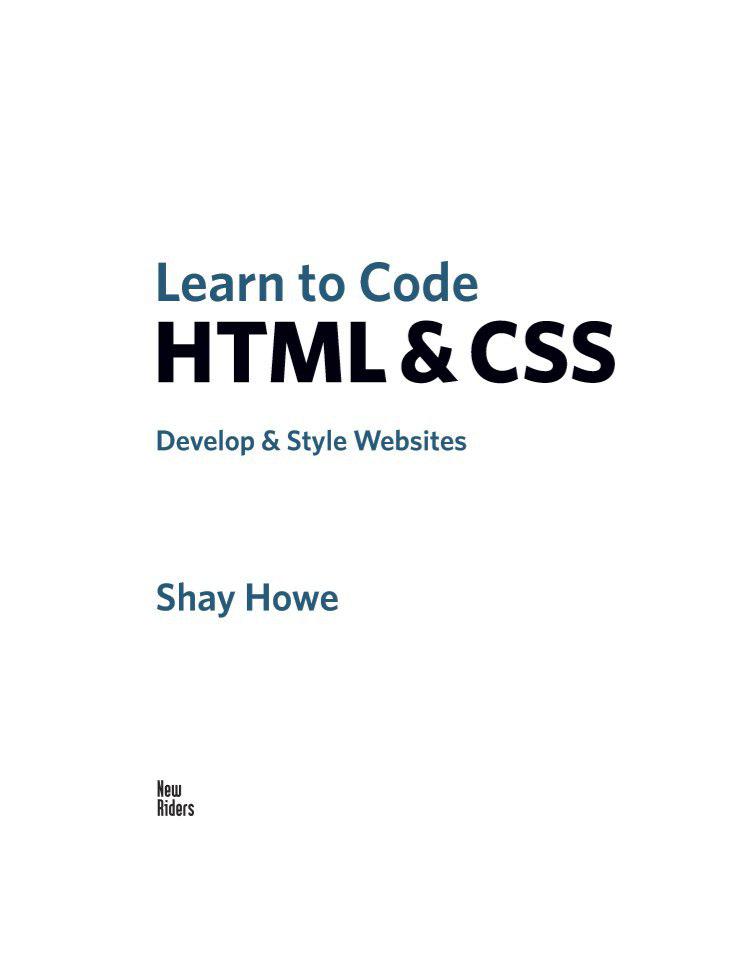 Learn to Code
HTML & CSS
Develop & Style Websites
Shay Howe
New
Riders